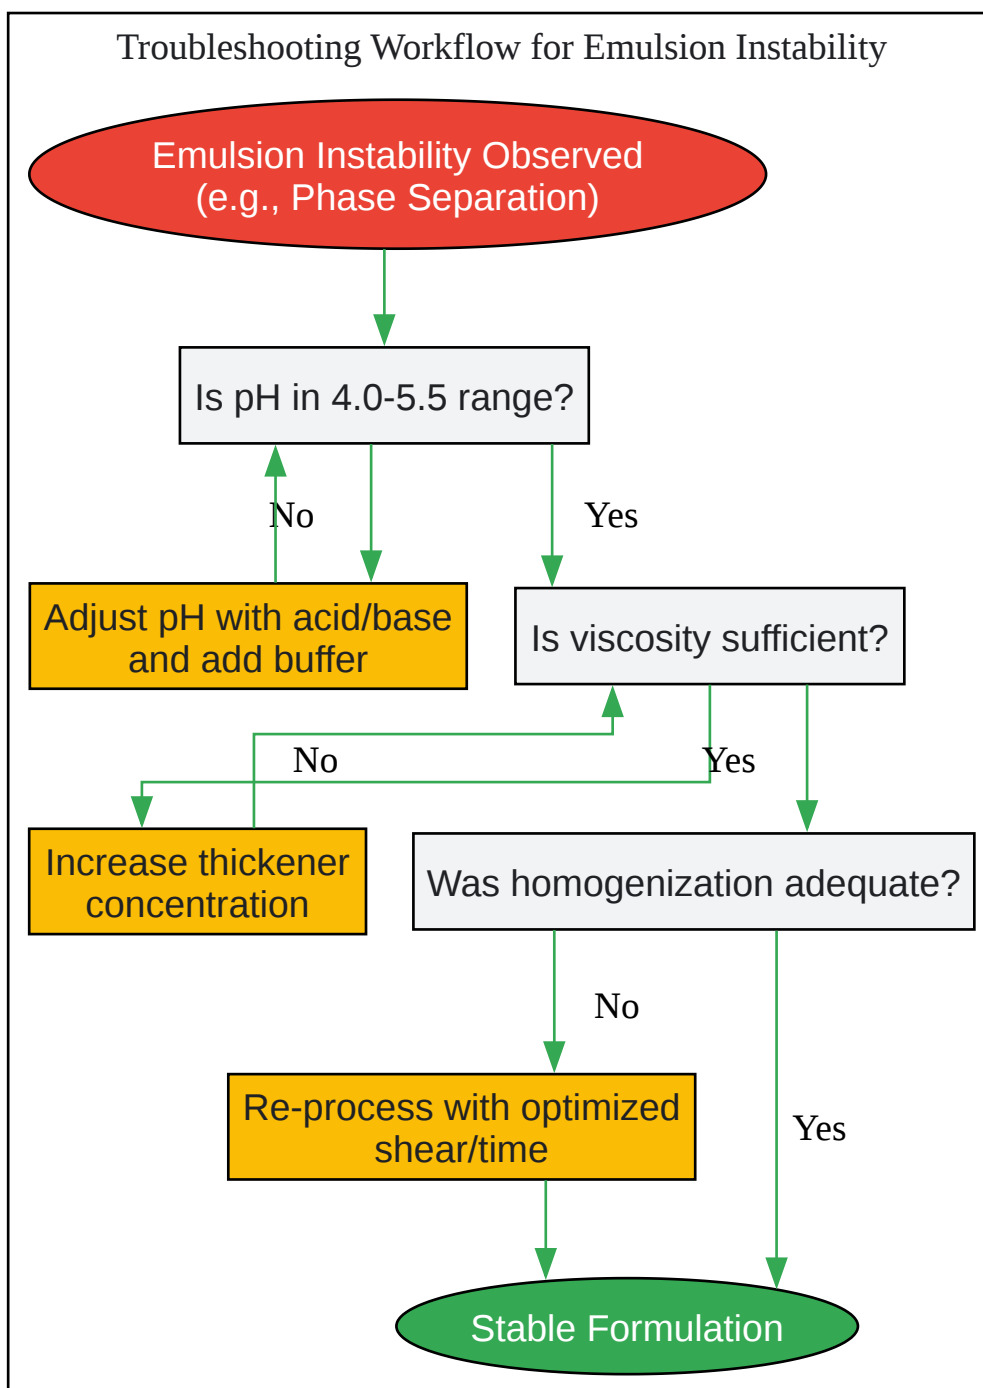 Troubleshooting Workflow for Emulsion Instability
Emulsion Instability Observed
(e.g., Phase Separation)
Is pH in 4.0-5.5 range?
No
Yes
Adjust pH with acid/base
and add buffer
Is viscosity sufficient?
No
Yes
Increase thickener
concentration
Was homogenization adequate?
No
Re-process with optimized
shear/time
Yes
Stable Formulation